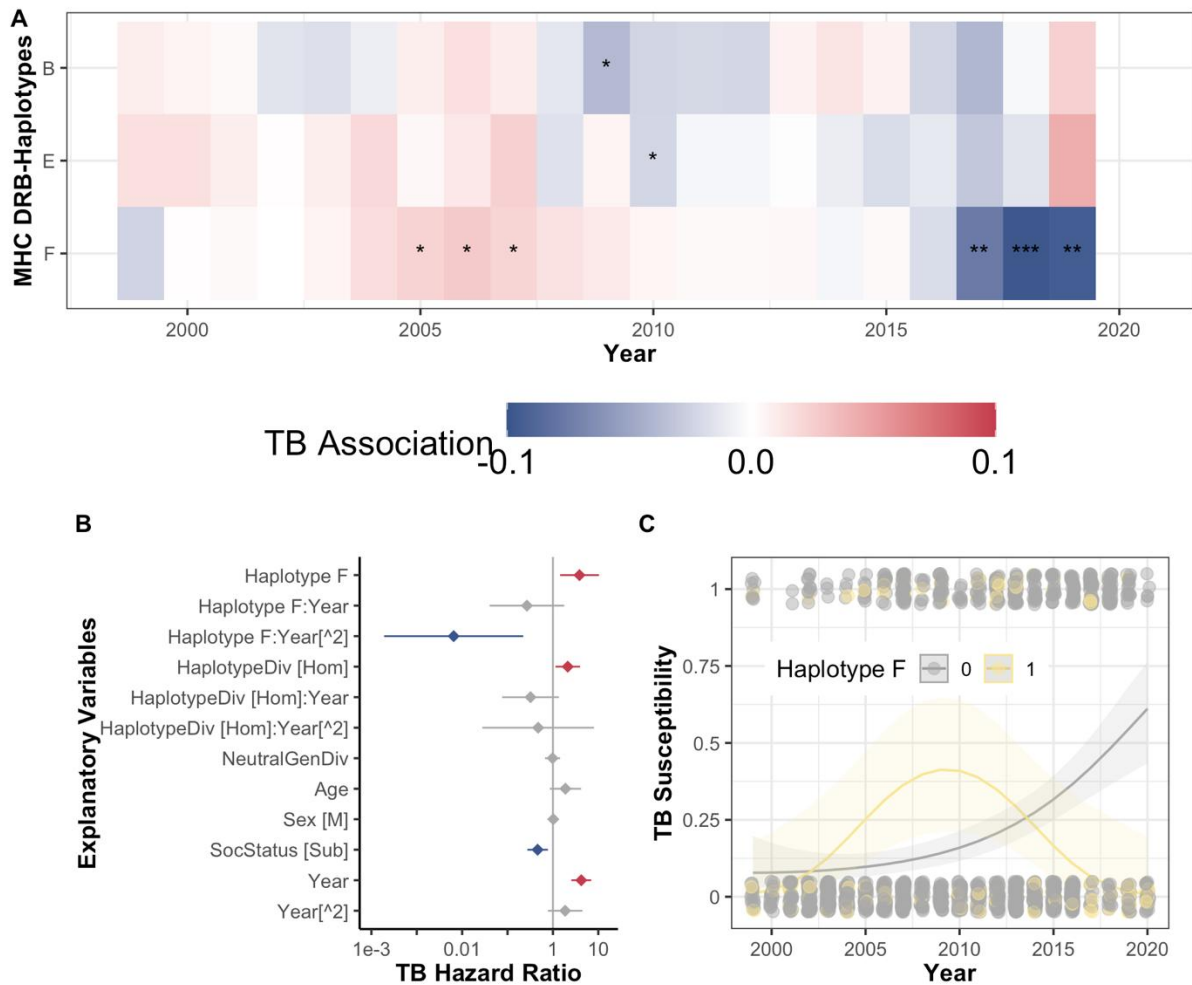 A
MHC DRB-Haplotypes
B
E
F
*
*
* * * ** *** **
2000 2005 2010 2015 2020
Year
TB Association
-0.1 0.0 0.1
B
Explanatory Variables
Haplotype F
Haplotype F:Year
Haplotype F:Year[^2]
HaplotypeDiv [Hom]
HaplotypeDiv [Hom]:Year
HaplotypeDiv [Hom]:Year[^2]
NeutralGenDiv
Age
Sex [M]
SocStatus [Sub]
Year
Year[^2]
1e-3 0.01 1 10
TB Hazard Ratio
C
TB Susceptibility
1
0.75
0.5
0.25
0
Haplotype F 0 1
2000 2005 2010 2015 2020
Year